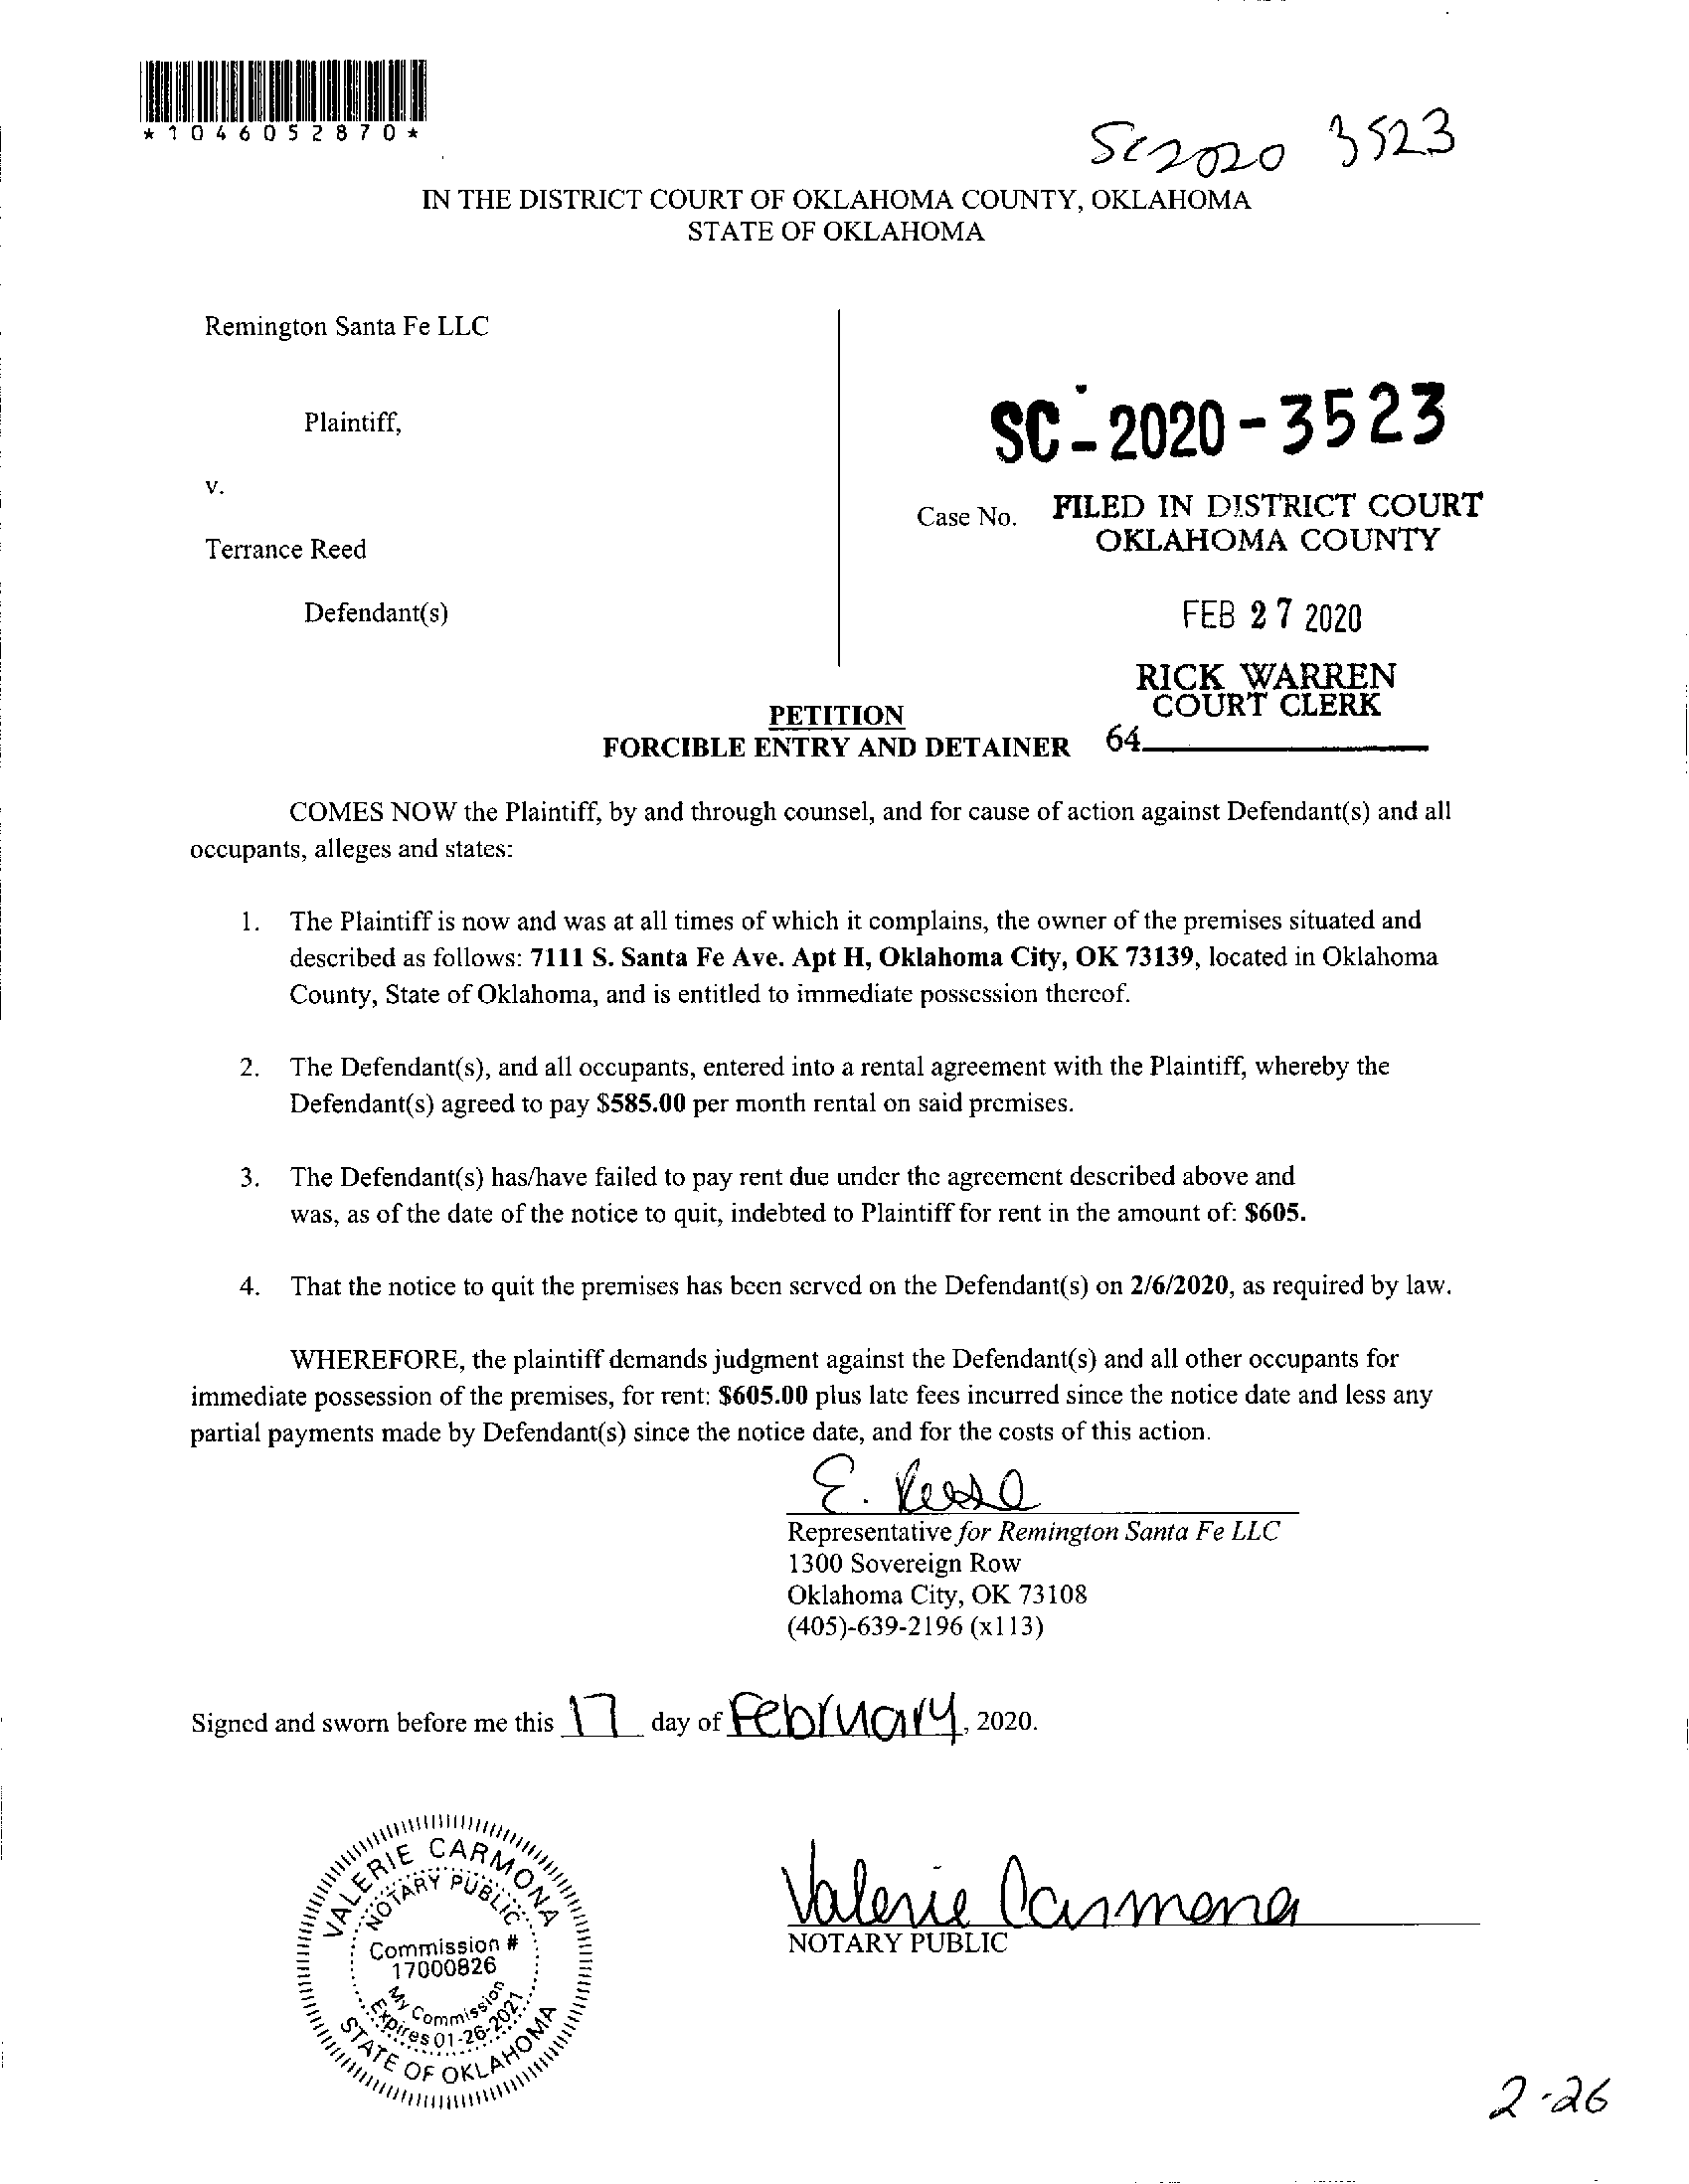 *1046052870*
SC2020 3523
IN THE DISTRICT COURT OF OKLAHOMA COUNTY, OKLAHOMA
STATE OF OKLAHOMA
Remington Santa Fe LLC
Plaintiff,
v.
Terrance Reed
Defendant(s)
SC-2020-3523
Case No.
FILED IN DISTRICT COURT
OKLAHOMA COUNTY
FEB 27 2020
RICK WARREN
COURT CLERK
64
PETITION
FORCIBLE ENTRY AND DETAINER
COMES NOW the Plaintiff, by and through counsel, and for cause of action against Defendant(s) and all
occupants, alleges and states:
1. The Plaintiff is now and was at all times of which it complains, the owner of the premises situated and
described as follows: 7111 S. Santa Fe Ave. Apt H, Oklahoma City, OK 73139, located in Oklahoma
County, State of Oklahoma, and is entitled to immediate possession thereof.
2. The Defendant(s), and all occupants, entered into a rental agreement with the Plaintiff, whereby the
Defendant(s) agreed to pay $585.00 per month rental on said premises.
3. The Defendant(s) has/have failed to pay rent due under the agreement described above and
was, as of the date of the notice to quit, indebted to Plaintiff for rent in the amount of: $605.
4. That the notice to quit the premises has been served on the Defendant(s) on 2/6/2020, as required by law.
WHEREFORE, the plaintiff demands judgment against the Defendant(s) and all other occupants for
immediate possession of the premises, for rent: $605.00 plus late fees incurred since the notice date and less any
partial payments made by Defendant(s) since the notice date, and for the costs of this action.
E. Reese
Representative for Remington Santa Fe LLC
1300 Sovereign Row
Oklahoma City, OK 73108
(405)-639-2196 (x113)
Signed and sworn before me this 17 day of February, 2020.
VALERIE CARMONA
NOTARY PUBLIC
Commission #
17000826
My Commission
Expires 01-26-2021
STATE OF OKLAHOMA
Valerie Carmona
NOTARY PUBLIC
2-26